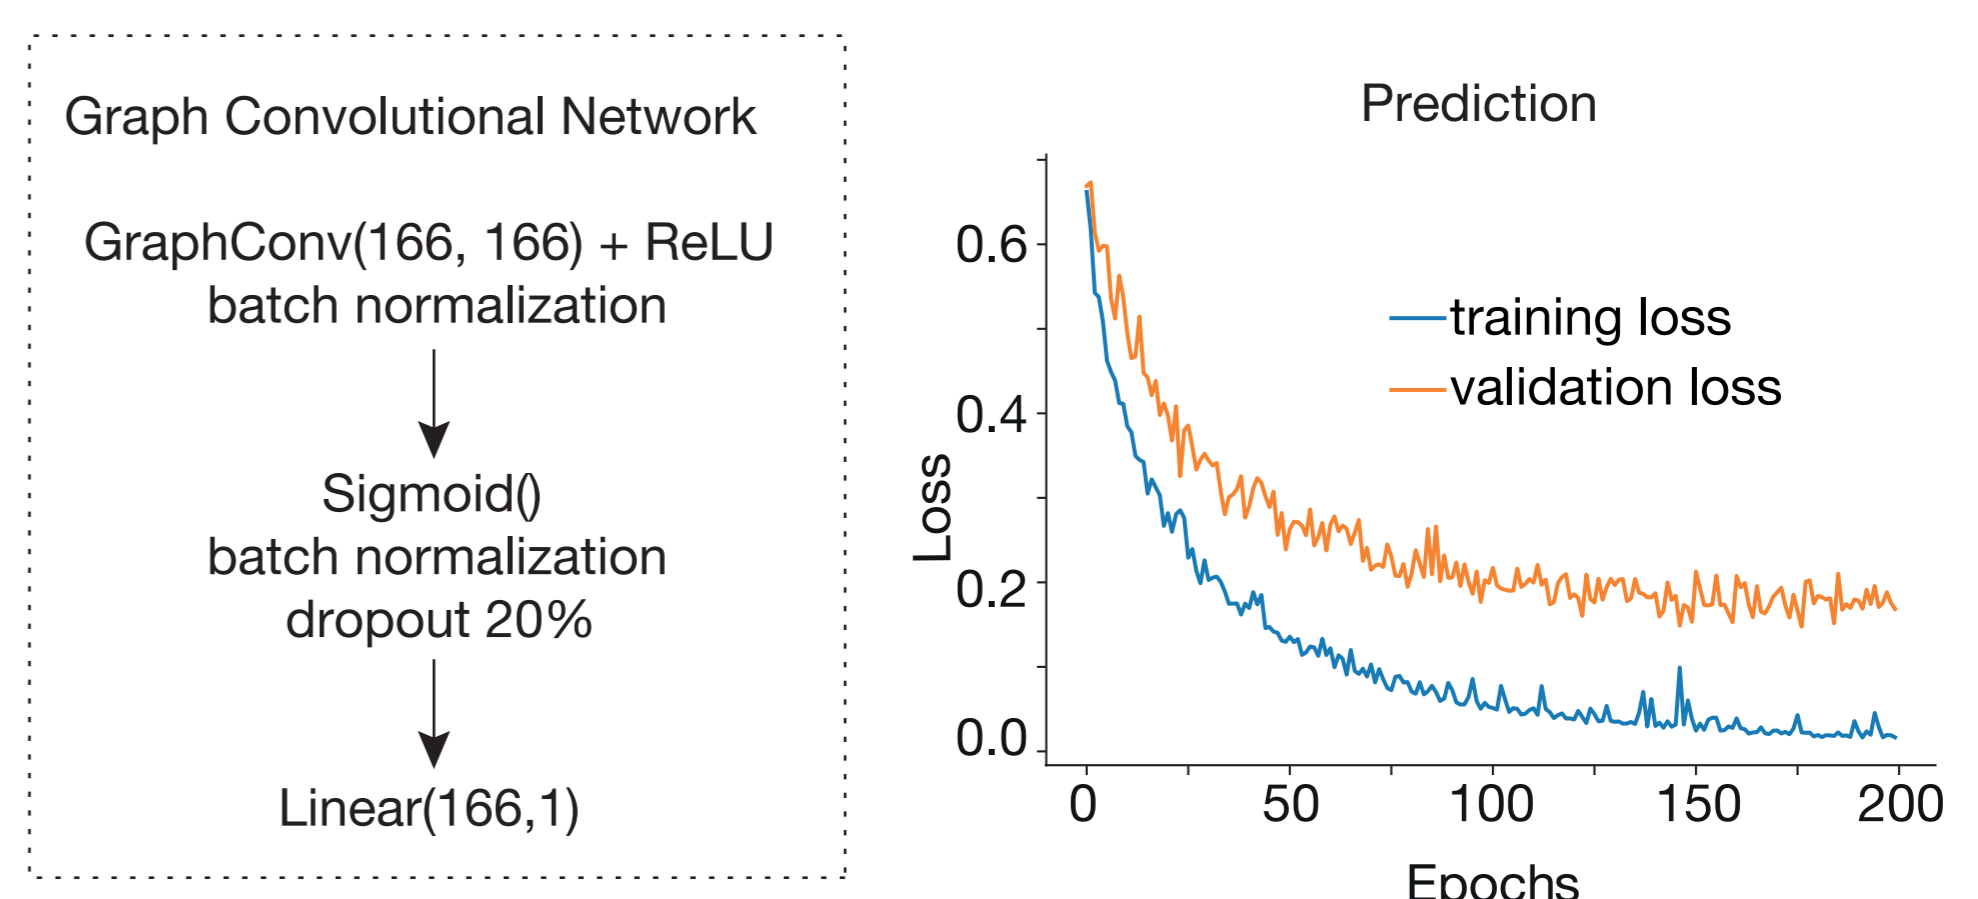 Graph Convolutional Network
GraphConv(166, 166) + ReLU
batch normalization
Sigmoid()
batch normalization
dropout 20%
Linear(166,1)
Prediction
training loss
validation loss
Loss
0.6
0.4
0.2
0.0
0 50 100 150 200
Epochs